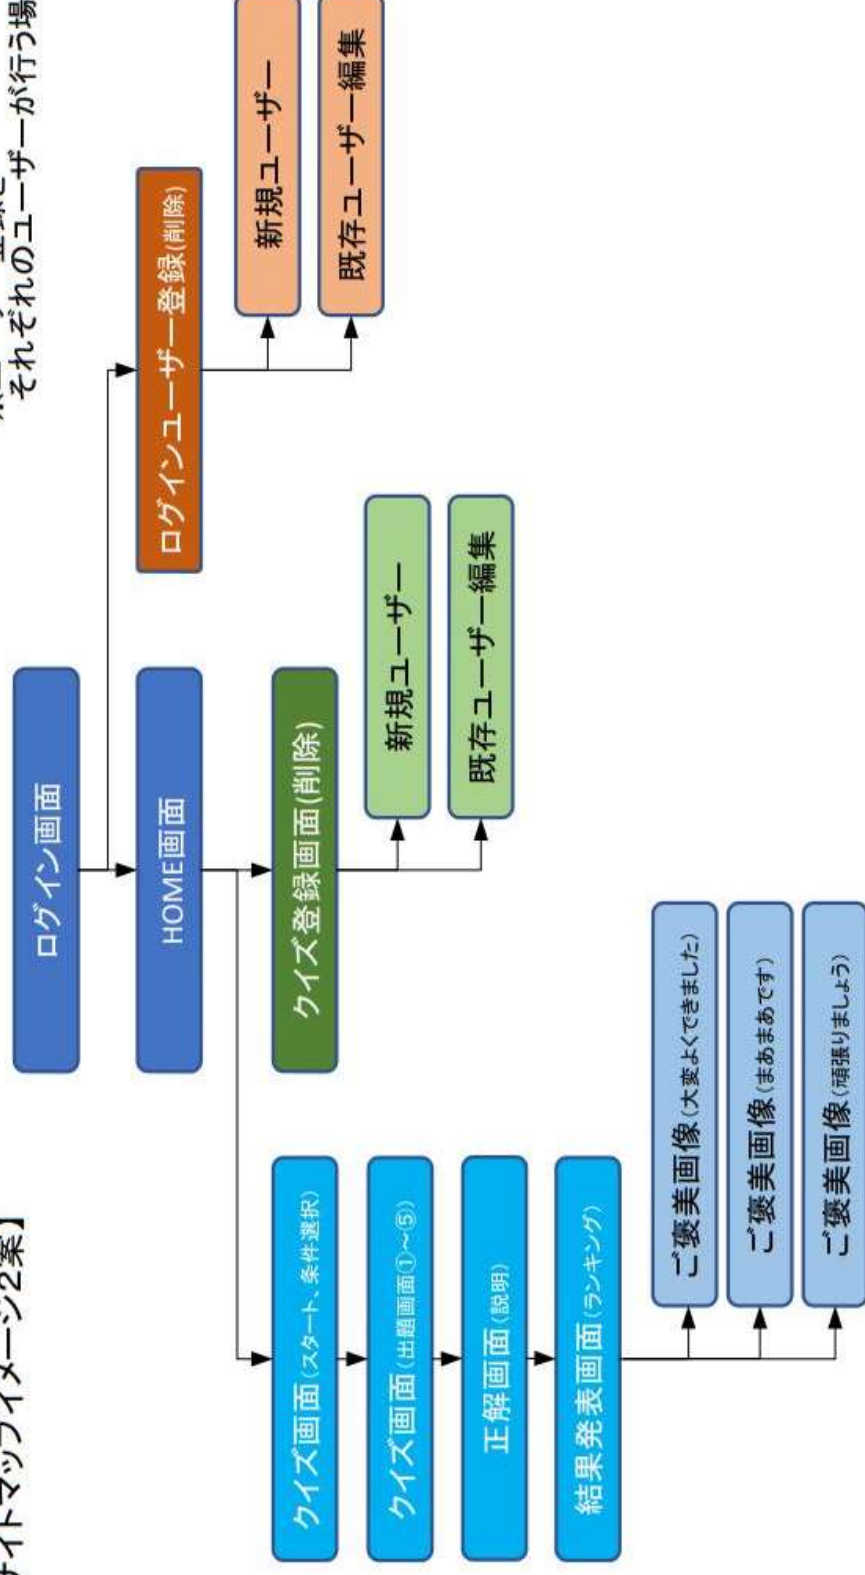 サイトマップイメージ2案】
それぞれのユーザーが行う場
ログイン画面
HOME画面
ログインユーザー登録(削除)
新規ユーザー
既存ユーザー編集
クイズ登録画面(削除)
新規ユーザー
既存ユーザー編集
クイズ画面(スタート、条件選択)
クイズ画面(出題画面①~⑤))
正解画面(説明)
結果発表画面(ランキング)
ご褒美画像(大変よくできました)
ご褒美画像(まあまあです)
ご褒美画像(頑張りましょう)